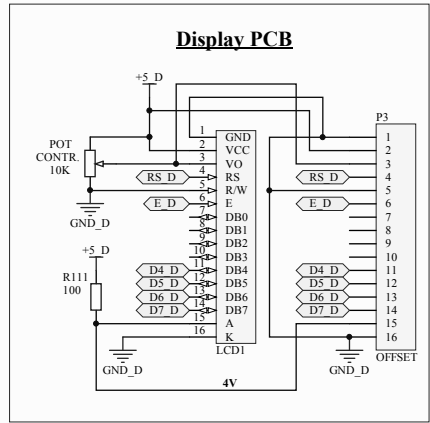 Display PCB
+5_D
P3
1 GND 1
2 VCC 2
POT
CONTR.
10K
3 VO 3
RS_D 4 RS RS_D 4
5 R/W 5
E_D 6 E E_D 6
GND_D
7 DB0 7
8 DB1 8
+5_D
9 DB2 9
10 DB3 10
R111
100
D4_D 11 DB4 D4_D 11
D5_D 12 DB5 D5_D 12
D6_D 13 DB6 D6_D 13
D7_D 14 DB7 D7_D 14
15 A 15
16 K 16
LCD1
OFFSET
GND_D
GND_D
4V